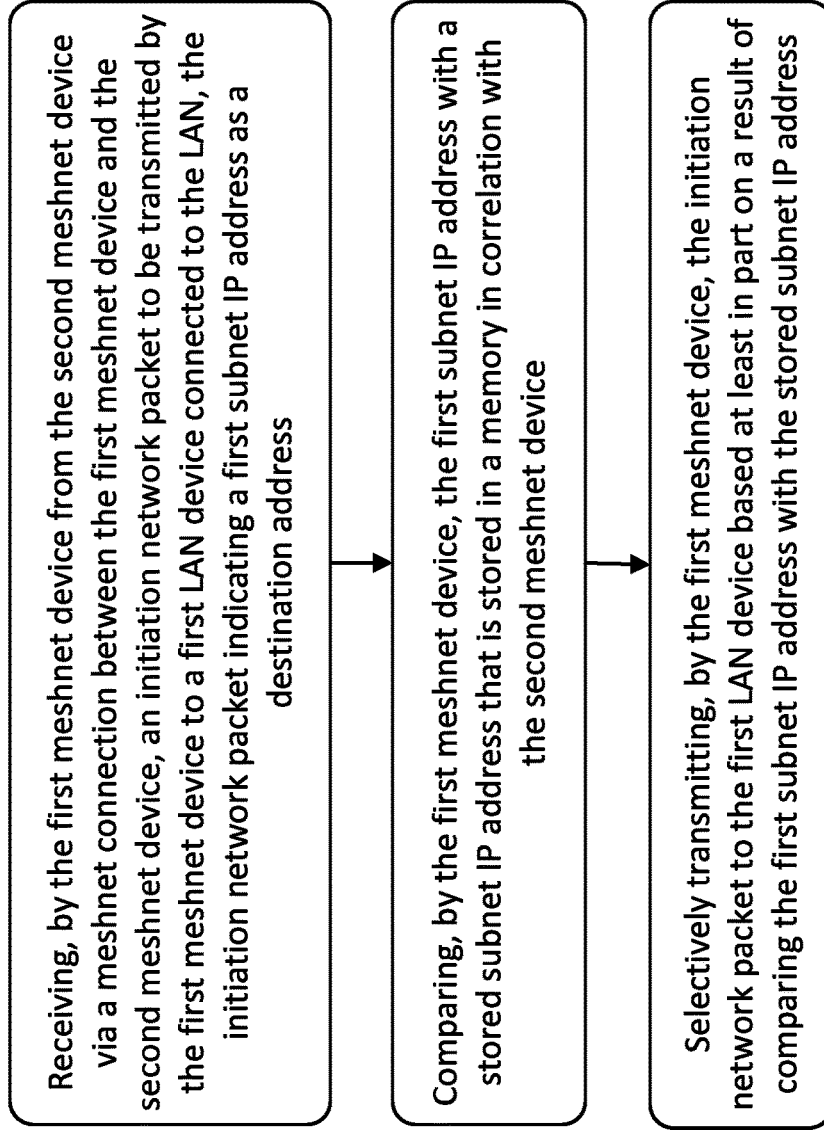 Receiving, by the first meshnet device from the second meshnet device
via a meshnet connection between the first meshnet device and the
second meshnet device, an initiation network packet to be transmitted by
the first meshnet device to a first LAN device connected to the LAN, the
initiation network packet indicating a first subnet IP address as a
destination address
Comparing, by the first meshnet device, the first subnet IP address with a
stored subnet IP address that is stored in a memory in correlation with
the second meshnet device
Selectively transmitting, by the first meshnet device, the initiation
network packet to the first LAN device based at least in part on a result of
comparing the first subnet IP address with the stored subnet IP address